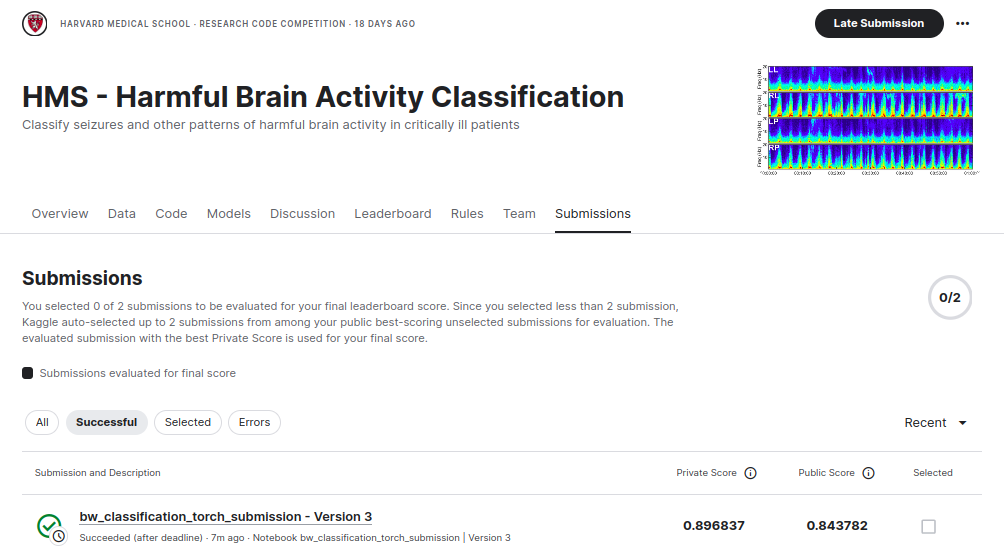 HARVARD MEDICAL SCHOOL · RESEARCH CODE COMPETITION · 18 DAYS AGO
Late Submission
HMS - Harmful Brain Activity Classification
Classify seizures and other patterns of harmful brain activity in critically ill patients
LL
RL
LP
RP
Overview Data Code Models Discussion Leaderboard Rules Team Submissions
Submissions
You selected 0 of 2 submissions to be evaluated for your final leaderboard score. Since you selected less than 2 submission,
Kaggle auto-selected up to 2 submissions from among your public best-scoring unselected submissions for evaluation. The
evaluated submission with the best Private Score is used for your final score.
0/2
Submissions evaluated for final score
All Successful Selected Errors
Recent
Submission and Description Private Score Public Score Selected
bw_classification_torch_submission - Version 3
0.896837 0.843782
Succeeded (after deadline) · 7m ago · Notebook bw_classification_torch_submission | Version 3